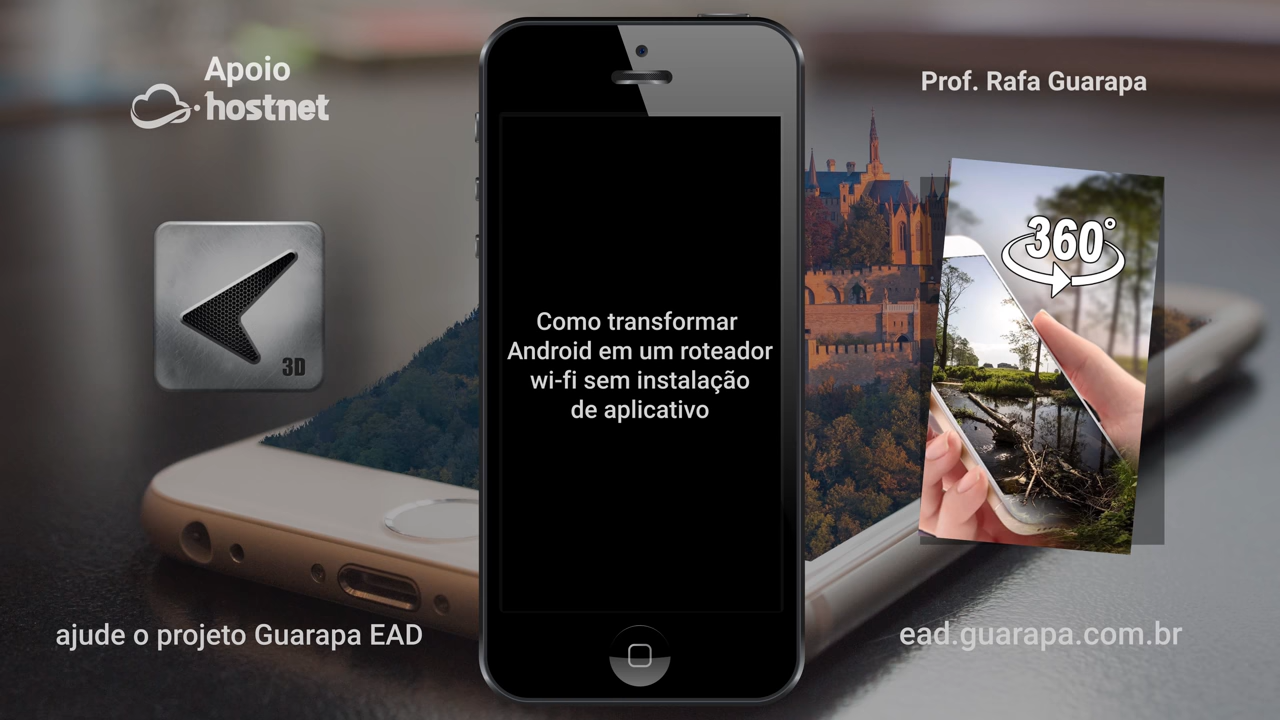 Apoio
hostnet
Prof. Rafa Guarapa
360°
3D
Como transformar
Android em um roteador
wi-fi sem instalação
de aplicativo
ajude o projeto Guarapa EAD
ead.guarapa.com.br